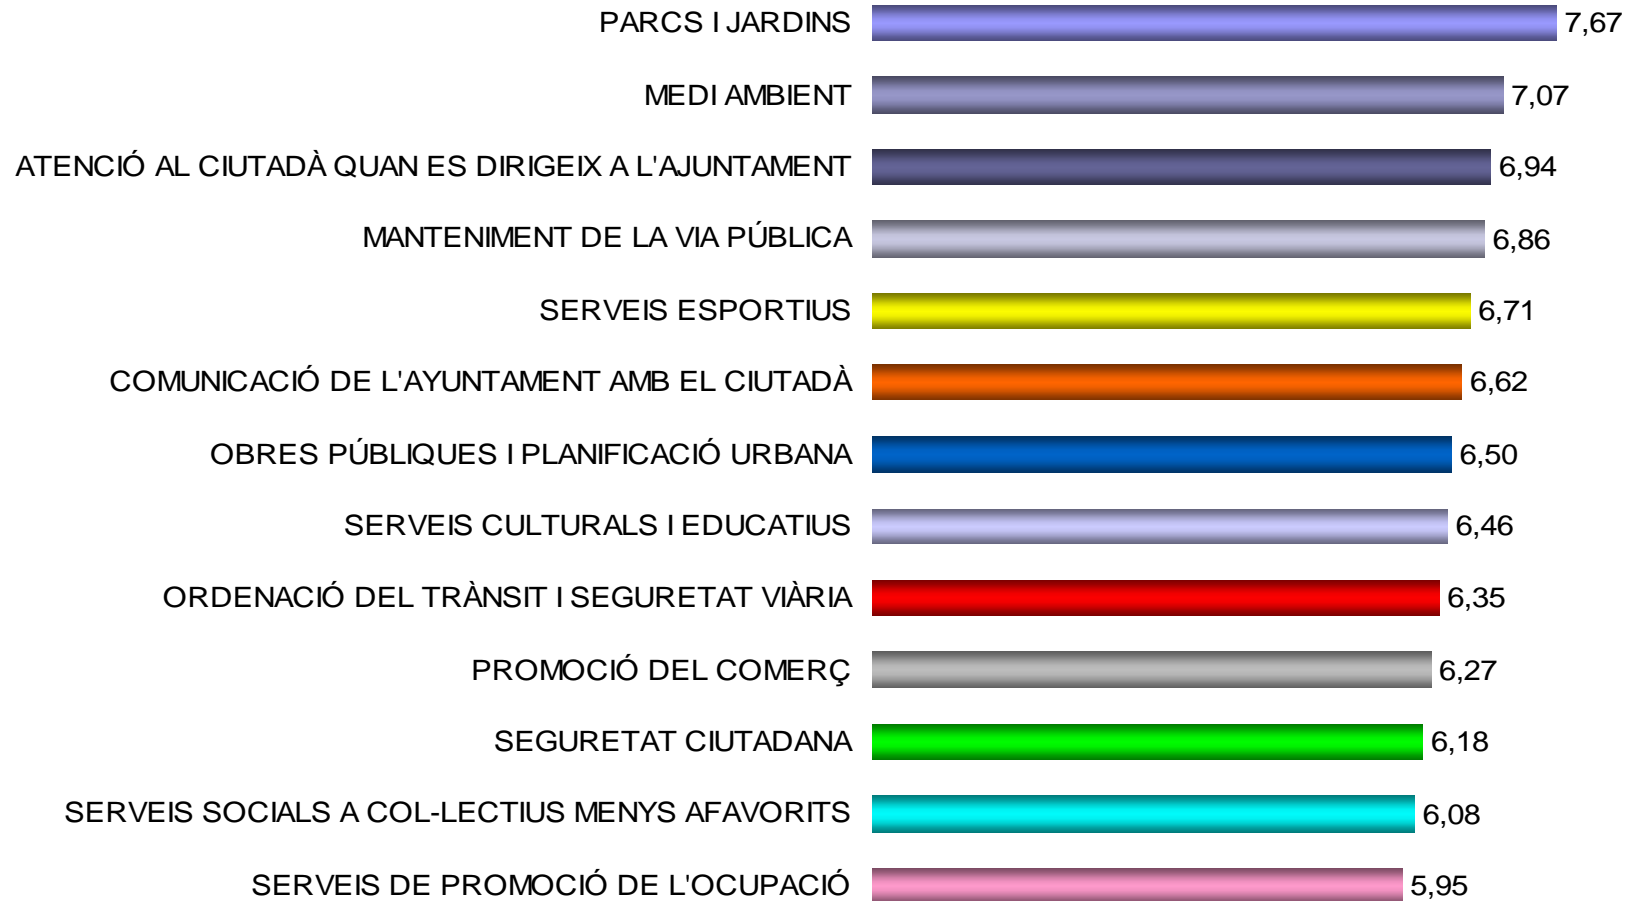 PARCS I JARDINS 7,67
MEDI AMBIENT 7,07
ATENCIÓ AL CIUTADÀ QUAN ES DIRIGEIX A L'AJUNTAMENT 6,94
MANTENIMENT DE LA VIA PÚBLICA 6,86
SERVEIS ESPORTIUS 6,71
COMUNICACIÓ DE L'AYUNTAMENT AMB EL CIUTADÀ 6,62
OBRES PÚBLIQUES I PLANIFICACIÓ URBANA 6,50
SERVEIS CULTURALS I EDUCATIUS 6,46
ORDENACIÓ DEL TRÀNSIT I SEGURETAT VIÀRIA 6,35
PROMOCIÓ DEL COMERÇ 6,27
SEGURETAT CIUTADANA 6,18
SERVEIS SOCIALS A COL-LECTIUS MENYS AFAVORITS 6,08
SERVEIS DE PROMOCIÓ DE L'OCUPACIÓ 5,95